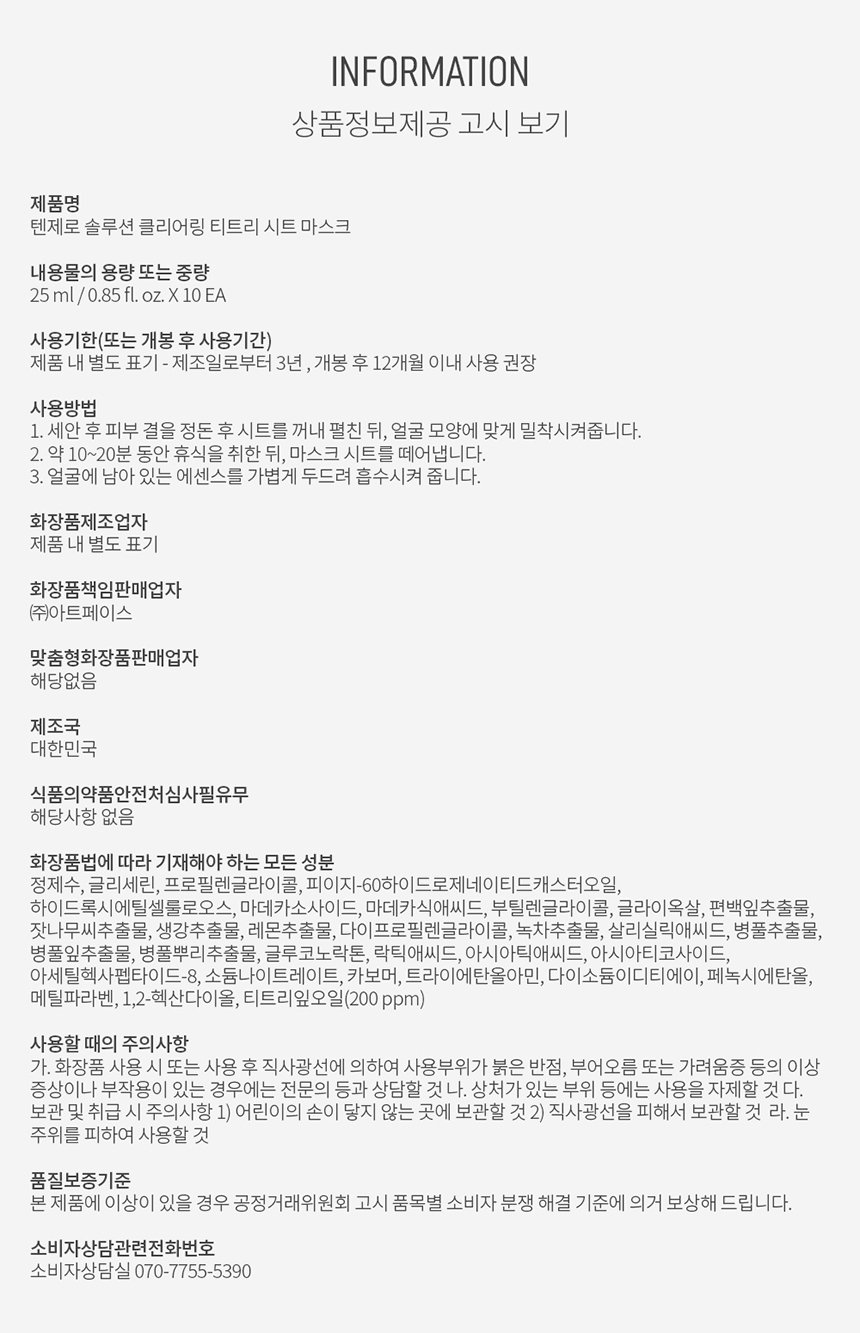 INFORMATION
상품정보제공 고시 보기
제품명
텐제로 솔루션 클리어링 티트리 시트 마스크
내용물의 용량 또는 중량
25 ml / 0.85 fl. oz. X 10 EA
사용기한(또는 개봉 후 사용기간)
제품 내 별도 표기 - 제조일로부터 3년 , 개봉 후 12개월 이내 사용 권장
사용방법
1. 세안 후 피부 결을 정돈 후 시트를 꺼내 펼친 뒤, 얼굴 모양에 맞게 밀착시켜줍니다.
2. 약 10~20분 동안 휴식을 취한 뒤, 마스크 시트를 떼어냅니다.
3. 얼굴에 남아 있는 에센스를 가볍게 두드려 흡수시켜 줍니다.
화장품제조업자
제품 내 별도 표기
화장품책임판매업자
㈜아트페이스
맞춤형화장품판매업자
해당없음
제조국
대한민국
식품의약품안전처심사필유무
해당사항 없음
화장품법에 따라 기재해야 하는 모든 성분
정제수, 글리세린, 프로필렌글라이콜, 피이지-60하이드로제네이티드캐스터오일,
하이드록시에틸셀룰로오스, 마데카소사이드, 마데카식애씨드, 부틸렌글라이콜, 글라이옥살, 편백잎추출물,
잣나무씨추출물, 생강추출물, 레몬추출물, 다이프로필렌글라이콜, 녹차추출물, 살리실릭애씨드, 병풀추출물,
병풀잎추출물, 병풀뿌리추출물, 글루코노락톤, 락틱애씨드, 아시아틱애씨드, 아시아티코사이드,
아세틸헥사펩타이드-8, 소듐나이트레이트, 카보머, 트라이에탄올아민, 다이소듐이디티에이, 페녹시에탄올,
메틸파라벤, 1,2-헥산다이올, 티트리잎오일(200 ppm)
사용할 때의 주의사항
가. 화장품 사용 시 또는 사용 후 직사광선에 의하여 사용부위가 붉은 반점, 부어오름 또는 가려움증 등의 이상
증상이나 부작용이 있는 경우에는 전문의 등과 상담할 것 나. 상처가 있는 부위 등에는 사용을 자제할 것 다.
보관 및 취급 시 주의사항 1) 어린이의 손이 닿지 않는 곳에 보관할 것 2) 직사광선을 피해서 보관할 것 라. 눈
주위를 피하여 사용할 것
품질보증기준
본 제품에 이상이 있을 경우 공정거래위원회 고시 품목별 소비자 분쟁 해결 기준에 의거 보상해 드립니다.
소비자상담관련전화번호
소비자상담실 070-7755-5390